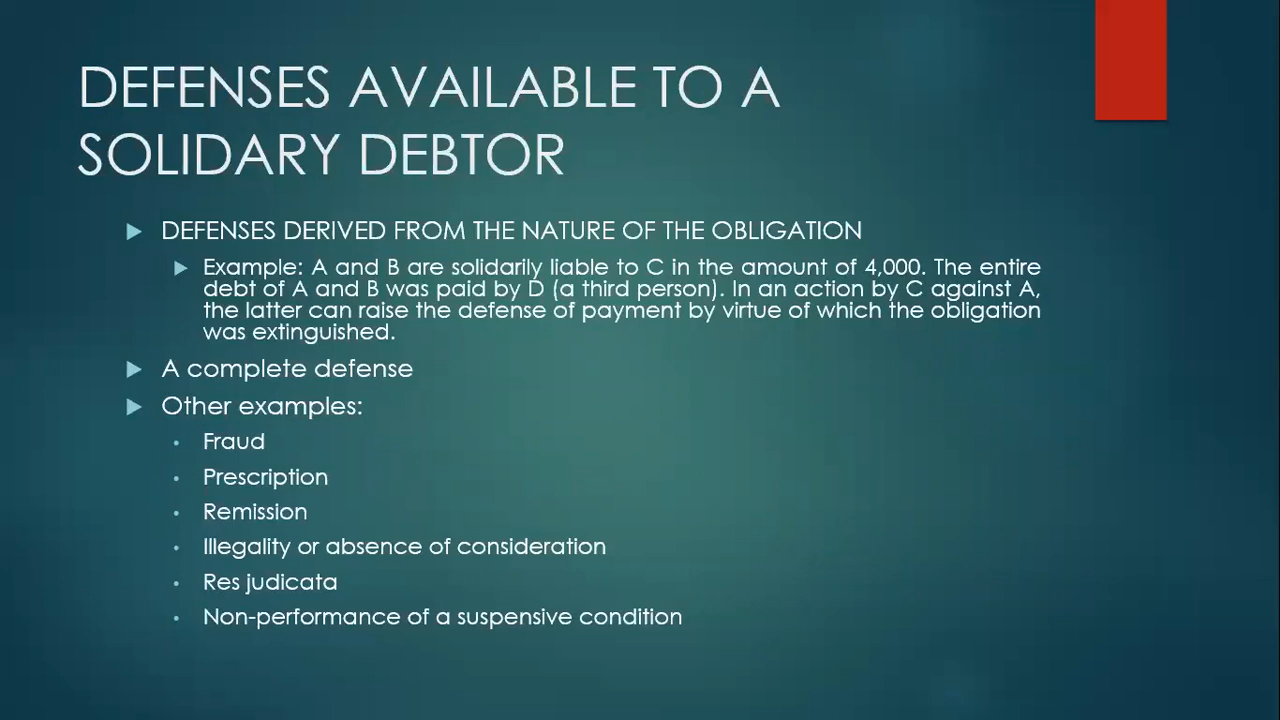 DEFENSES AVAILABLE TO A
SOLIDARY DEBTOR
DEFENSES DERIVED FROM THE NATURE OF THE OBLIGATION
Example: A and B are solidarily liable to C in the amount of 4,000. The entire
debt of A and B was paid by D (a third person). In an action by C against A,
the latter can raise the defense of payment by virtue of which the obligation
was extinguished.
A complete defense
Other examples:
Fraud
Prescription
Remission
Illegality or absence of consideration
Res judicata
Non-performance of a suspensive condition